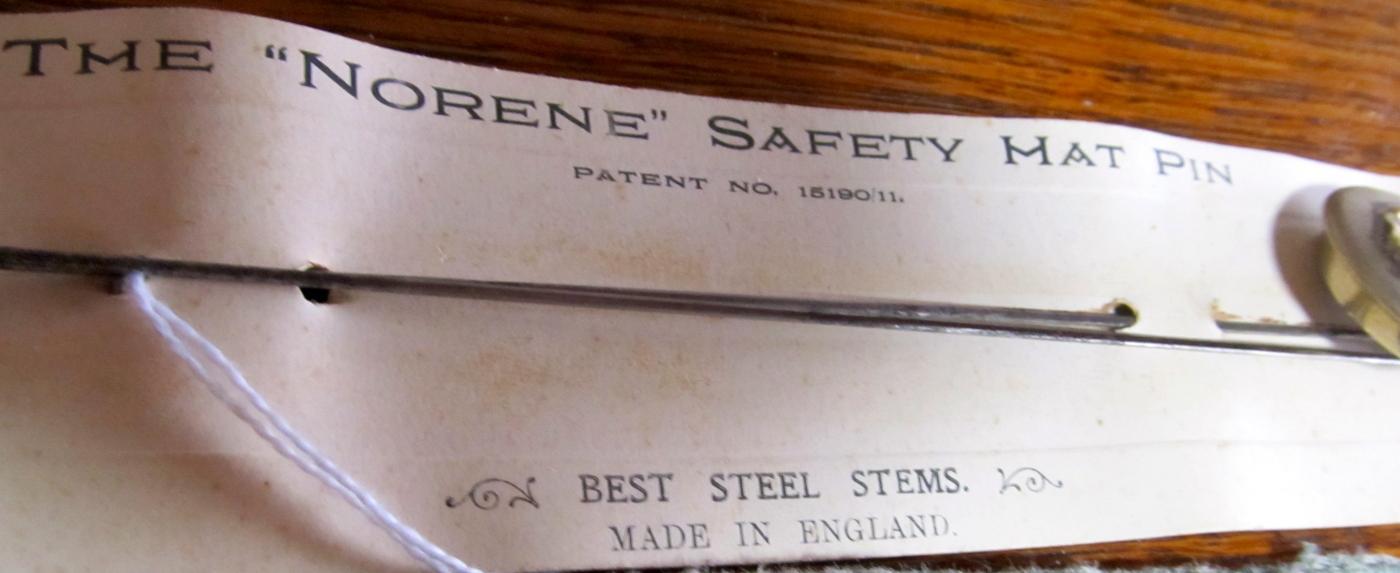 THE "NORENE" SAFETY HAT PIN
PATENT NO. 15190/11.
BEST STEEL STEMS.
MADE IN ENGLAND.